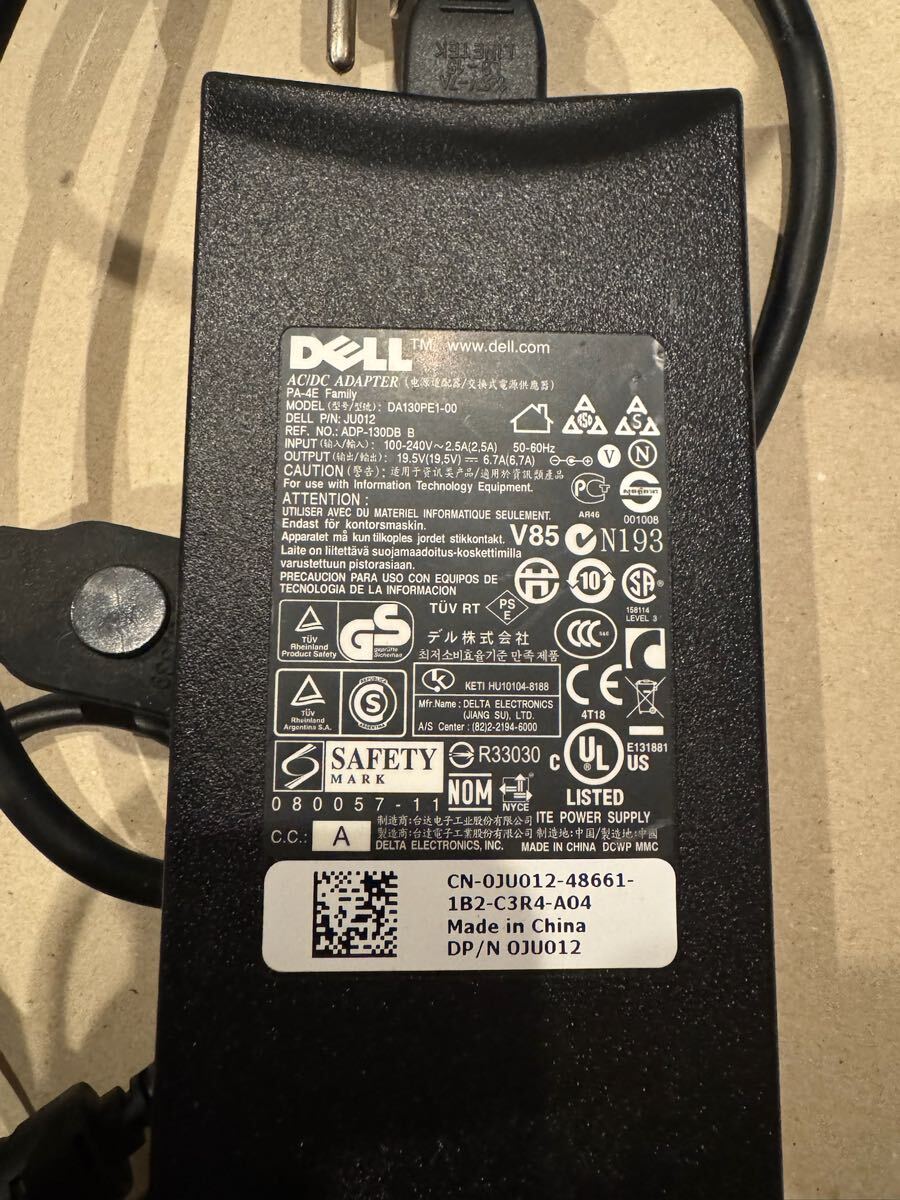 LINETEK
DELL™ www.dell.com
AC/DC ADAPTER (电源适配器/交换式電源供應器)
PA-4E Family
MODEL (型号/型號): DA130PE1-00
DELL P/N: JU012
REF. NO.: ADP-130DB B
INPUT (输入/輸入): 100-240V~2.5A(2,5A) 50-60Hz
OUTPUT (输出/輸出): 19.5V(19,5V) ⎓ 6.7A(6,7A)
V
N
CAUTION (警告): 适用于资讯类产品/適用於資訊類產品
For use with Information Technology Equipment.
ATTENTION :
UTILISER AVEC DU MATERIEL INFORMATIQUE SEULEMENT.
Endast för kontorsmaskin.
Apparatet må kun tilkoples jordet stikkontakt.
Laite on liitettävä suojamaadoitus-koskettimilla
varustettuun pistorasiaan.
PRECAUCION PARA USO CON EQUIPOS DE
TECNOLOGIA DE LA INFORMACION
AR46
001008
V85
N193
10
158114
LEVEL 3
TÜV RT
PS
E
デル株式会社
최저소비효율기준 만족 제품
TÜV
Rheinland
Product Safety
GS
geprüfte
Sicherheit
CCC
S&E
TÜV
Rheinland
Argentina S.A.
REPUBLICA
S
ARGENTINA
K
KETI HU10104-8188
Mfr.Name : DELTA ELECTRONICS
(JIANG SU), LTD.
A/S Center : (82)2-2194-6000
CE
4T18
SAFETY
MARK
080057-11
R33030
NOM
NYCE
C
UL
US
E131881
LISTED
ITE POWER SUPPLY
C.C.: A
制造商:台达电子工业股份有限公司
製造商:台達電子工業股份有限公司 制造地:中国/製造地:中國
DELTA ELECTRONICS, INC. MADE IN CHINA DCWP MMC
CN-0JU012-48661-
1B2-C3R4-A04
Made in China
DP/N 0JU012